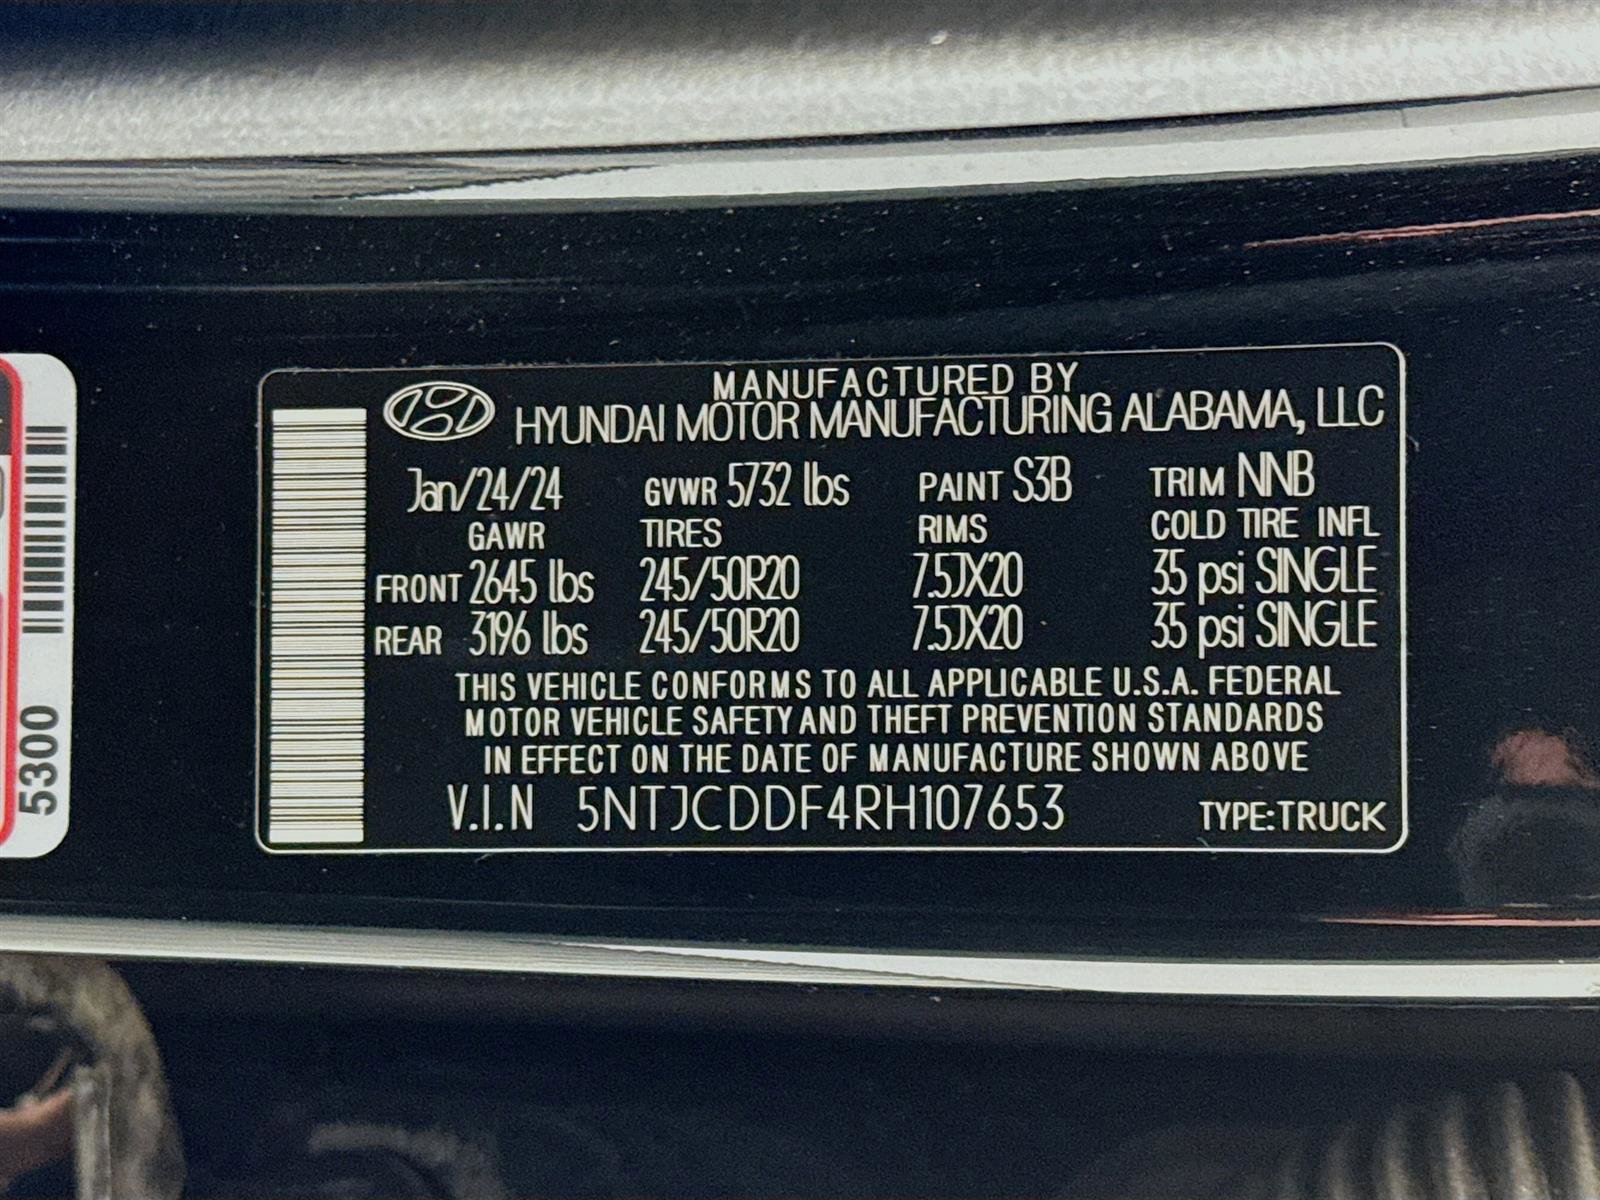 MANUFACTURED BY
HYUNDAI MOTOR MANUFACTURING ALABAMA, LLC
Jan/24/24 GVWR 5732 lbs PAINT S3B TRIM NNB
GAWR TIRES RIMS COLD TIRE INFL
FRONT 2645 lbs 245/50R20 7.5JX20 35 psi SINGLE
REAR 3196 lbs 245/50R20 7.5JX20 35 psi SINGLE
THIS VEHICLE CONFORMS TO ALL APPLICABLE U.S.A. FEDERAL
MOTOR VEHICLE SAFETY AND THEFT PREVENTION STANDARDS
IN EFFECT ON THE DATE OF MANUFACTURE SHOWN ABOVE
V.I.N 5NTJCDDF4RH107653 TYPE:TRUCK
5300